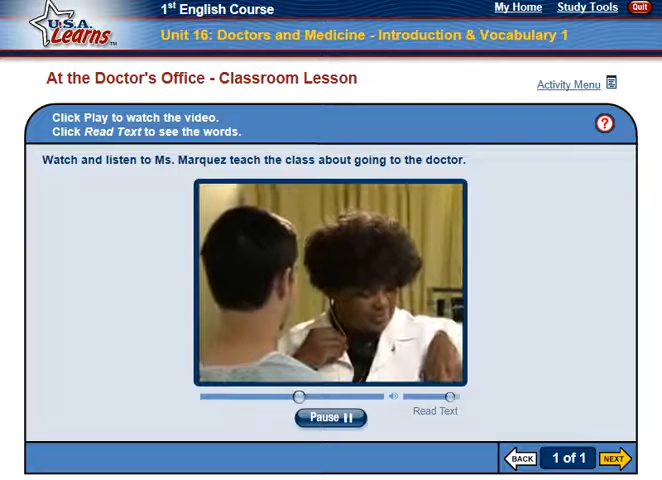 U.S.A.
Learns™
1st English Course
My Home
Study Tools
Quit
Unit 16: Doctors and Medicine - Introduction & Vocabulary 1
At the Doctor's Office - Classroom Lesson
Activity Menu
Click Play to watch the video.
Click Read Text to see the words.
?
Watch and listen to Ms. Marquez teach the class about going to the doctor.
Read Text
Pause
BACK
1 of 1
NEXT